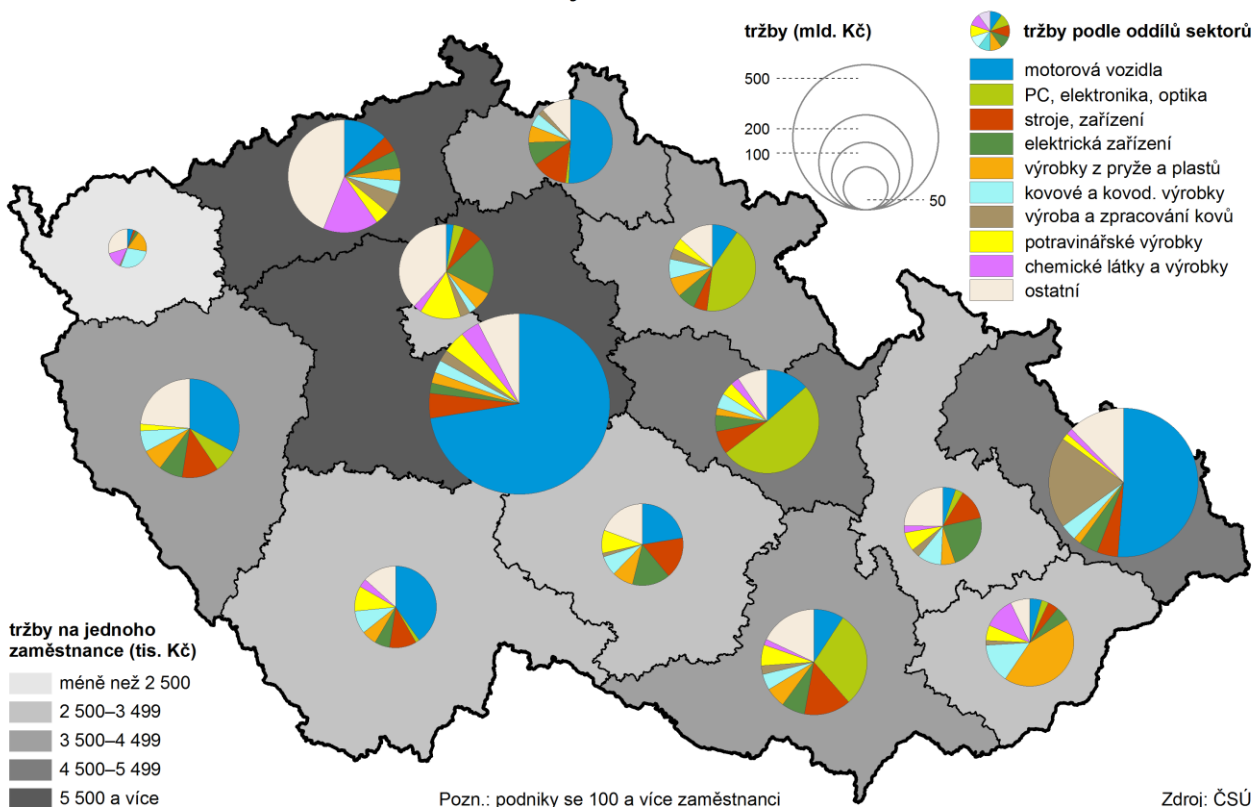 tržby (mld. Kč)
500
200
100
50
tržby podle oddílů sektorů
motorová vozidla
PC, elektronika, optika
stroje, zařízení
elektrická zařízení
výrobky z pryže a plastů
kovové a kovod. výrobky
výroba a zpracování kovů
potravinářské výrobky
chemické látky a výrobky
ostatní
tržby na jednoho
zaměstnance (tis. Kč)
méně než 2 500
2 500–3 499
3 500–4 499
4 500–5 499
5 500 a více
Pozn.: podniky se 100 a více zaměstnanci
Zdroj: ČSÚ